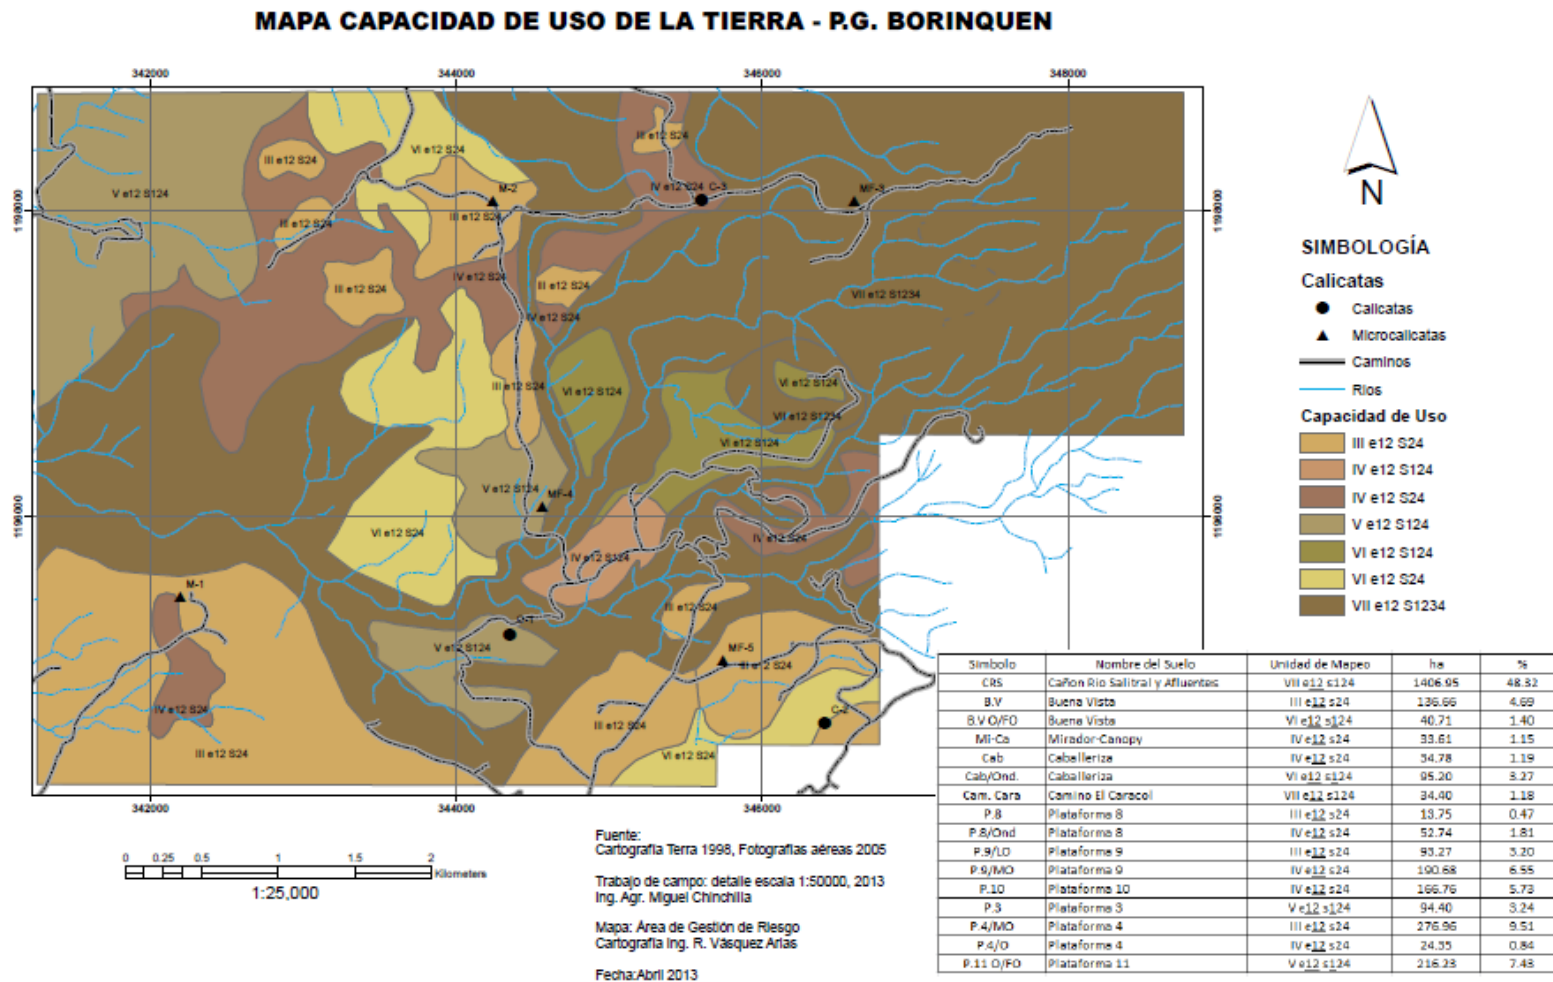 MAPA CAPACIDAD DE USO DE LA TIERRA - P.G. BORINQUEN
342000 344000 346000 348000
III e12 S24
VI e12 S24
III e12 S24
V e12 S124
M-2
IV e12 S24 C-3
MF-3
1198000
III e12 S24
III e12 S24
1198000
IV e12 S24
III e12 S24
III e12 S24
VII e12 S1234
IV e12 S24
III e12 S24
VI e12 S124
VI e12 S124
VII e12 S1234
VI e12 S124
V e12 S124
MF-4
1196000
1196000
VI e12 S24
IV e12 S24
IV e12 S124
M-1
III e12 S24
C-1
V e12 S124
MF-5
III e12 S24
IV e12 S24
C-2
III e12 S24
III e12 S24
VI e12 S24
342000 344000 346000
N
SIMBOLOGÍA
Calicatas
Calicatas
Microcalicatas
Caminos
Rios
Capacidad de Uso
III e12 S24
IV e12 S124
IV e12 S24
V e12 S124
VI e12 S124
VI e12 S24
VII e12 S1234
Simbolo Nombre del Suelo Unidad de Mapeo ha %
CRS Cañon Rio Salitral y Afluentes VII e12 s124 1406.95 48.32
B.V Buena Vista III e12 s24 136.66 4.69
B.V O/FO Buena Vista VI e12 s124 40.71 1.40
Mi-Ca Mirador-Canopy IV e12 s24 33.61 1.15
Cab Caballeriza IV e12 s24 34.78 1.19
Cab/Ond. Caballeriza VI e12 s124 95.20 3.27
Cam. Cara Camino El Caracol VII e12 s124 34.40 1.18
P.8 Plataforma 8 III e12 s24 13.75 0.47
P.8/Ond Plataforma 8 IV e12 s24 52.74 1.81
P.9/LO Plataforma 9 III e12 s24 93.27 3.20
P.9/MO Plataforma 9 IV e12 s24 190.68 6.55
P.10 Plataforma 10 IV e12 s24 166.76 5.73
P.3 Plataforma 3 V e12 s124 94.40 3.24
P.4/MO Plataforma 4 III e12 s24 276.96 9.51
P.4/O Plataforma 4 IV e12 s24 24.35 0.84
P.11 O/FO Plataforma 11 V e12 s124 216.23 7.43
0 0.25 0.5 1 1.5 2
Kilometers
1:25,000
Fuente:
Cartografía Terra 1998, Fotografías aéreas 2005
Trabajo de campo: detalle escala 1:50000, 2013
Ing. Agr. Miguel Chinchilla
Mapa: Área de Gestión de Riesgo
Cartografía Ing. R. Vásquez Arias
Fecha:Abril 2013